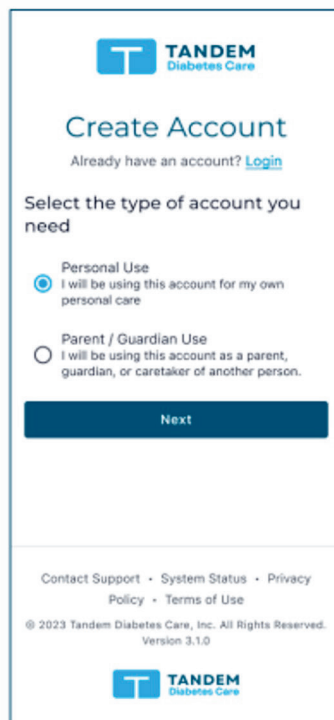 TANDEM
Diabetes Care
Create Account
Already have an account? Login
Select the type of account you
need
Personal Use
I will be using this account for my own
personal care
Parent / Guardian Use
I will be using this account as a parent,
guardian, or caretaker of another person.
Next
Contact Support • System Status • Privacy
Policy • Terms of Use
© 2023 Tandem Diabetes Care, Inc. All Rights Reserved.
Version 3.1.0
TANDEM
Diabetes Care